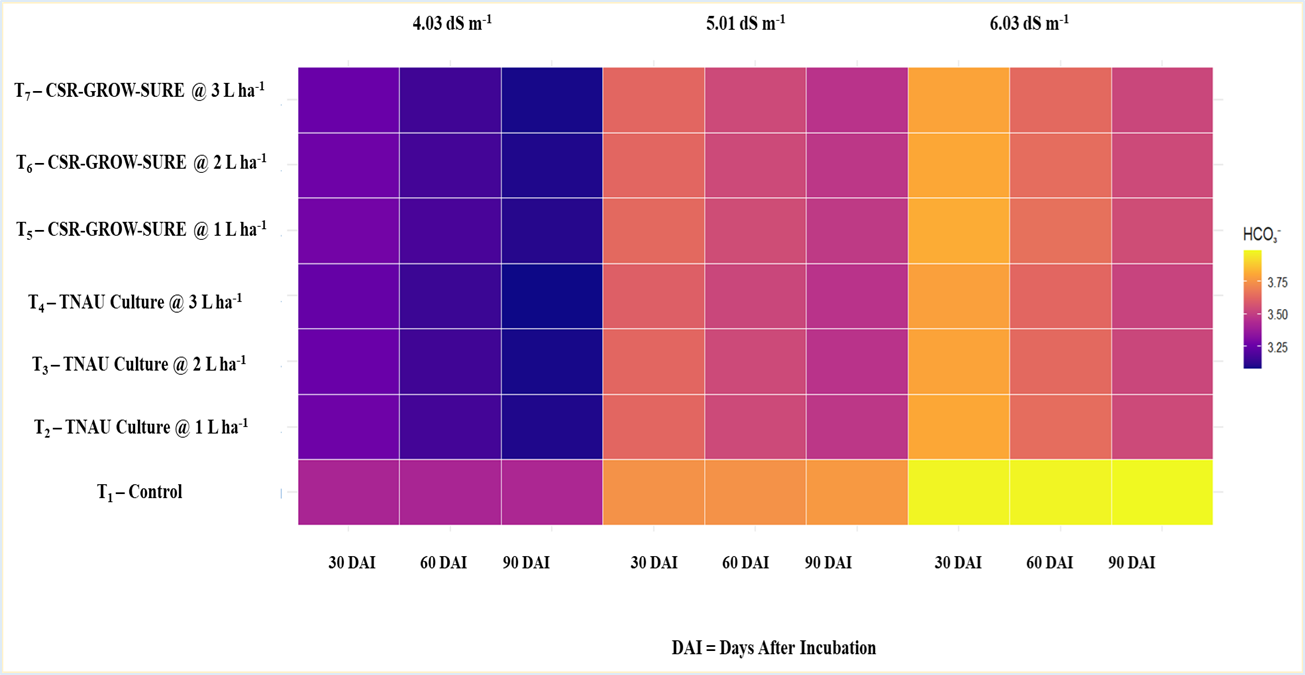 4.03 dS m⁻¹ 5.01 dS m⁻¹ 6.03 dS m⁻¹
T₇ – CSR-GROW-SURE @ 3 L ha⁻¹
T₆ – CSR-GROW-SURE @ 2 L ha⁻¹
T₅ – CSR-GROW-SURE @ 1 L ha⁻¹
T₄ – TNAU Culture @ 3 L ha⁻¹
T₃ – TNAU Culture @ 2 L ha⁻¹
T₂ – TNAU Culture @ 1 L ha⁻¹
T₁ – Control
HCO₃⁻
3.75
3.50
3.25
30 DAI 60 DAI 90 DAI 30 DAI 60 DAI 90 DAI 30 DAI 60 DAI 90 DAI
DAI = Days After Incubation